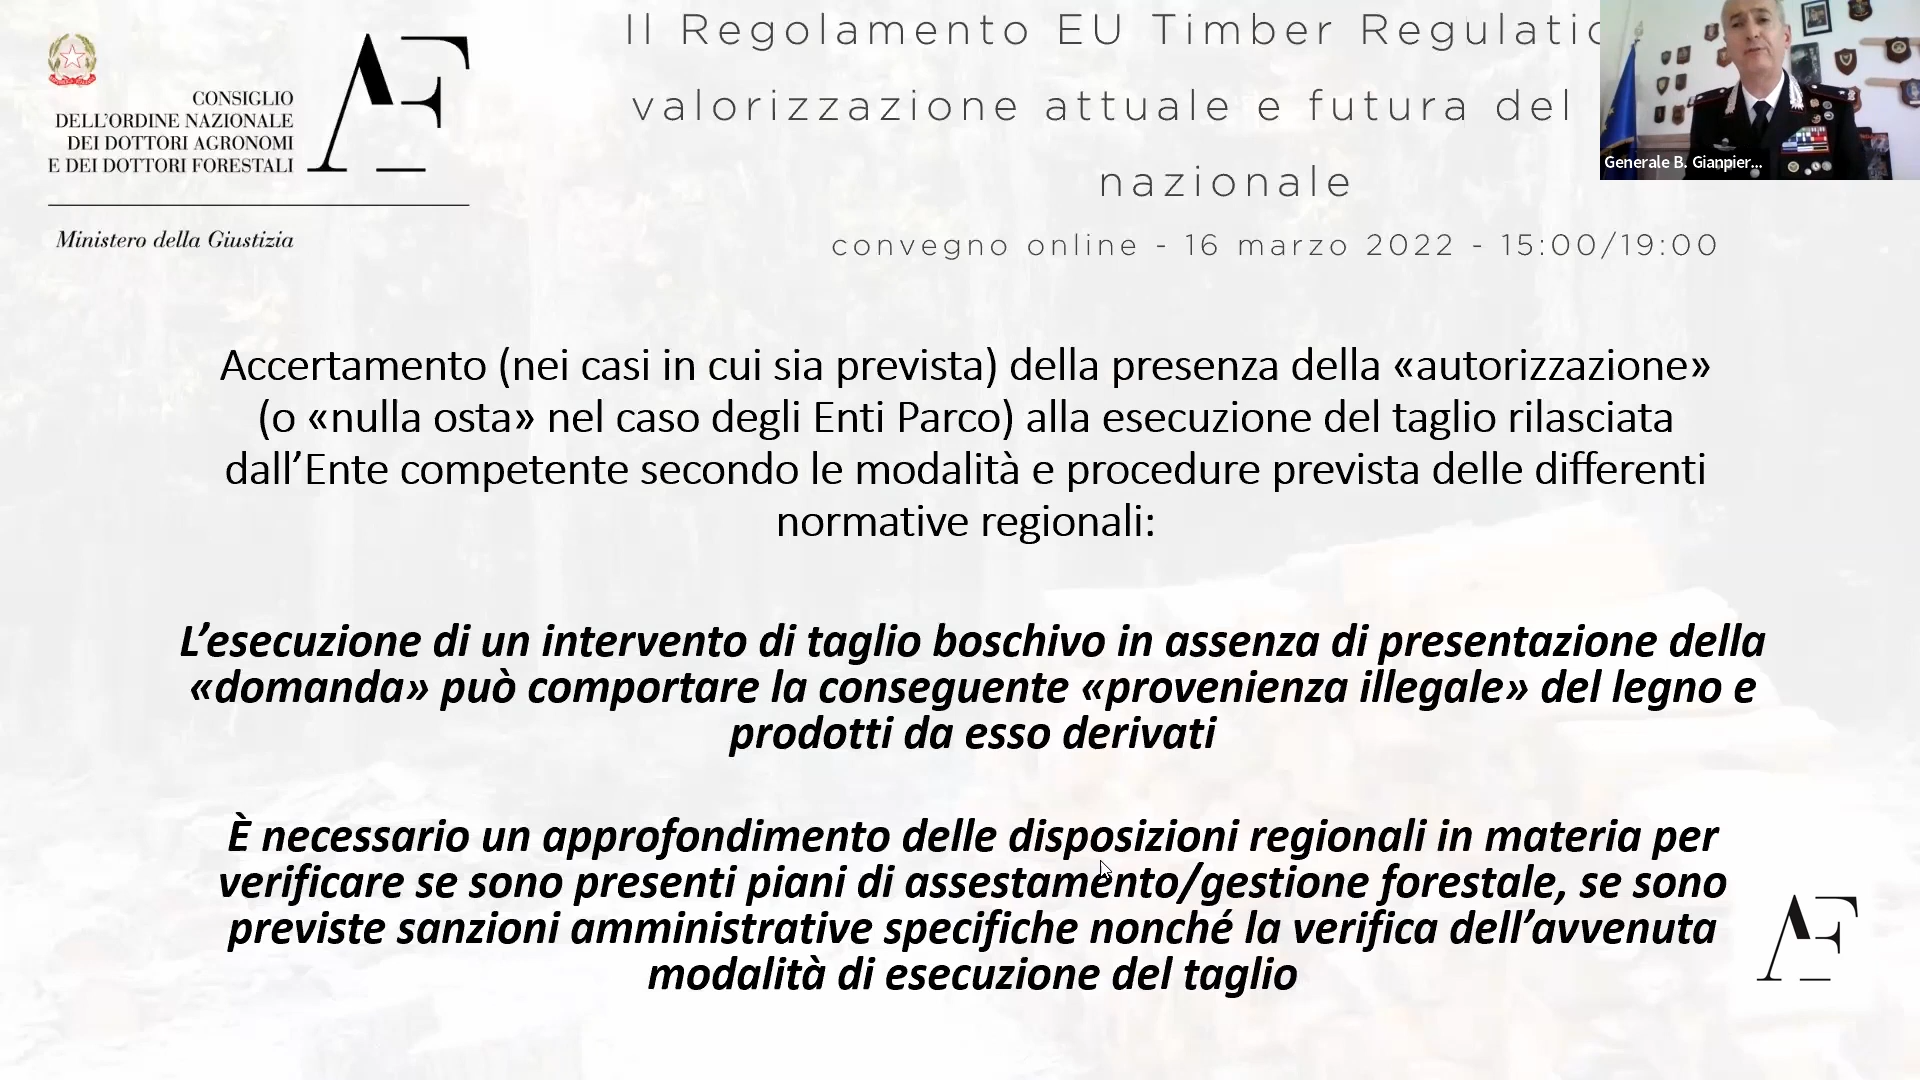 Il Regolamento EU Timber
valorizzazione attuale e futura del
nazionale
convegno online - 16 marzo 2022 - 15:00/19:00
CONSIGLIO
DELL'ORDINE NAZIONALE
DEI DOTTORI AGRONOMI
E DEI DOTTORI FORESTALI
AF
Ministero della Giustizia
Generale B. Gianpier...
Accertamento (nei casi in cui sia prevista) della presenza della «autorizzazione»
(o «nulla osta» nel caso degli Enti Parco) alla esecuzione del taglio rilasciata
dall’Ente competente secondo le modalità e procedure prevista delle differenti
normative regionali:
L’esecuzione di un intervento di taglio boschivo in assenza di presentazione della
«domanda» può comportare la conseguente «provenienza illegale» del legno e
prodotti da esso derivati
È necessario un approfondimento delle disposizioni regionali in materia per
verificare se sono presenti piani di assestamento/gestione forestale, se sono
previste sanzioni amministrative specifiche nonché la verifica dell’avvenuta
modalità di esecuzione del taglio
AF